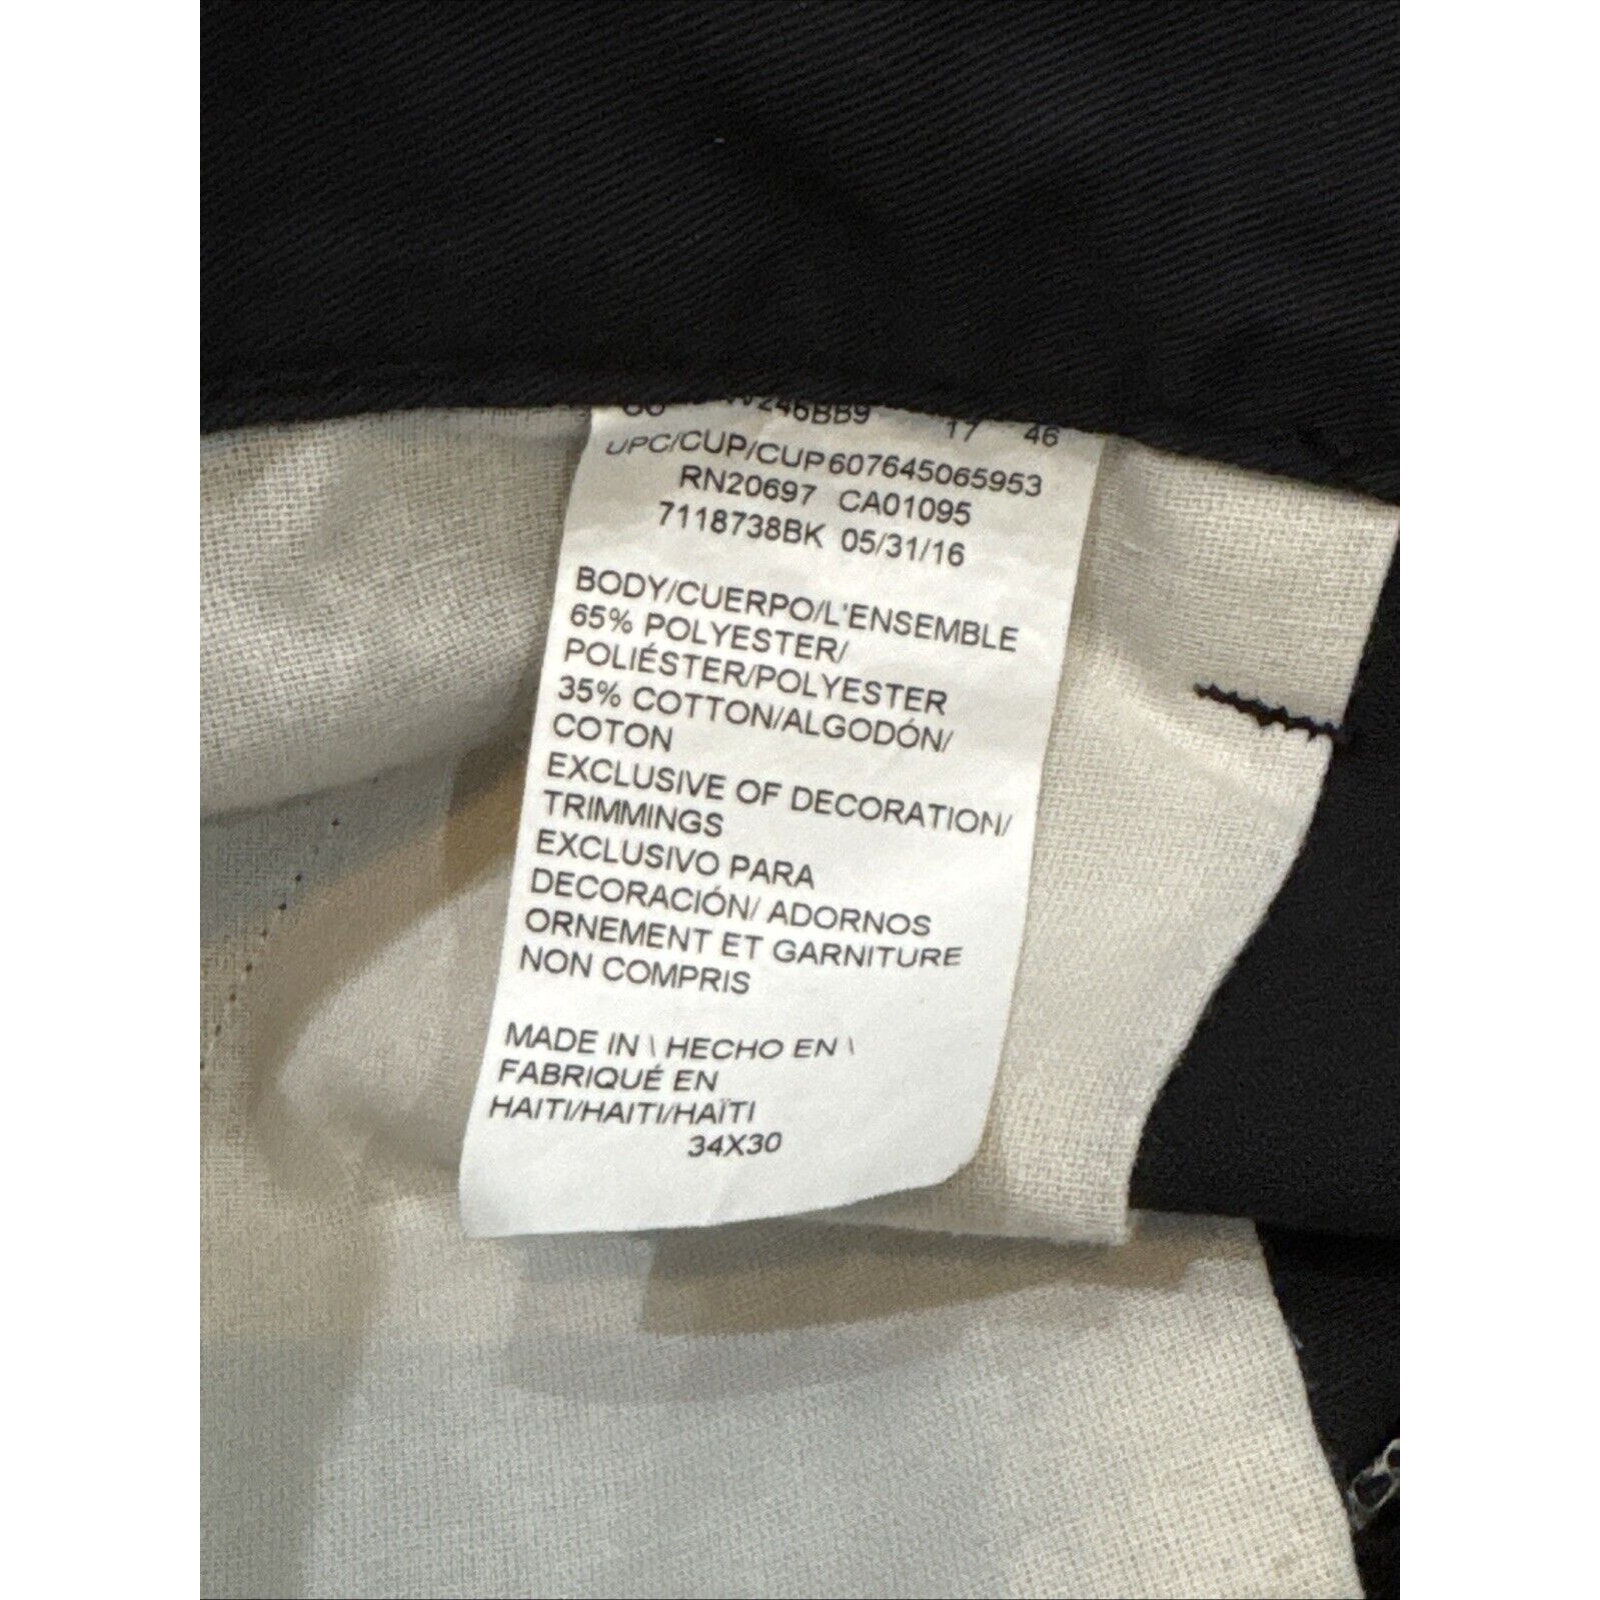 17 46
UPC/CUP/CUP607645065953
RN20697 CA01095
7118738BK 05/31/16
BODY/CUERPO/L'ENSEMBLE
65% POLYESTER/
POLIÉSTER/POLYESTER
35% COTTON/ALGODÓN/
COTON
EXCLUSIVE OF DECORATION/
TRIMMINGS
EXCLUSIVO PARA
DECORACIÓN/ ADORNOS
ORNEMENT ET GARNITURE
NON COMPRIS
MADE IN \ HECHO EN \
FABRIQUÉ EN
HAITI/HAITI/HAÏTI
34X30